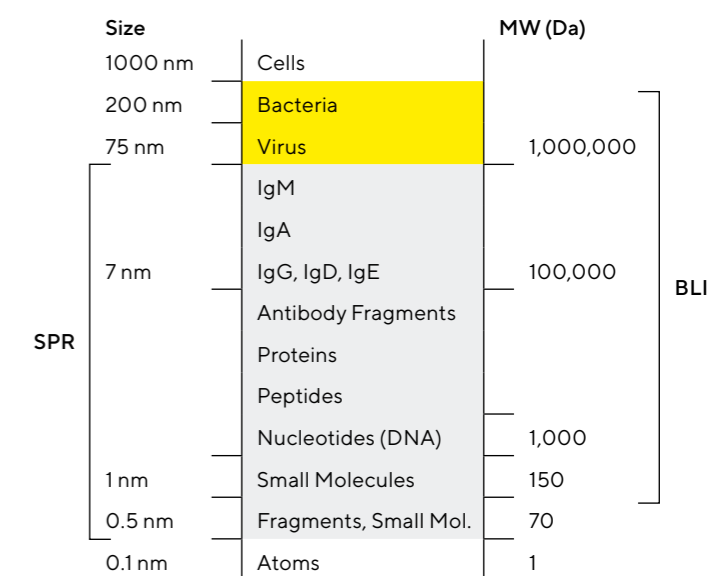 Size MW (Da)
1000 nm Cells
200 nm Bacteria
75 nm Virus 1,000,000
IgM
IgA
7 nm IgG, IgD, IgE 100,000
BLI
Antibody Fragments
SPR
Proteins
Peptides
Nucleotides (DNA) 1,000
1 nm Small Molecules 150
0.5 nm Fragments, Small Mol. 70
0.1 nm Atoms 1